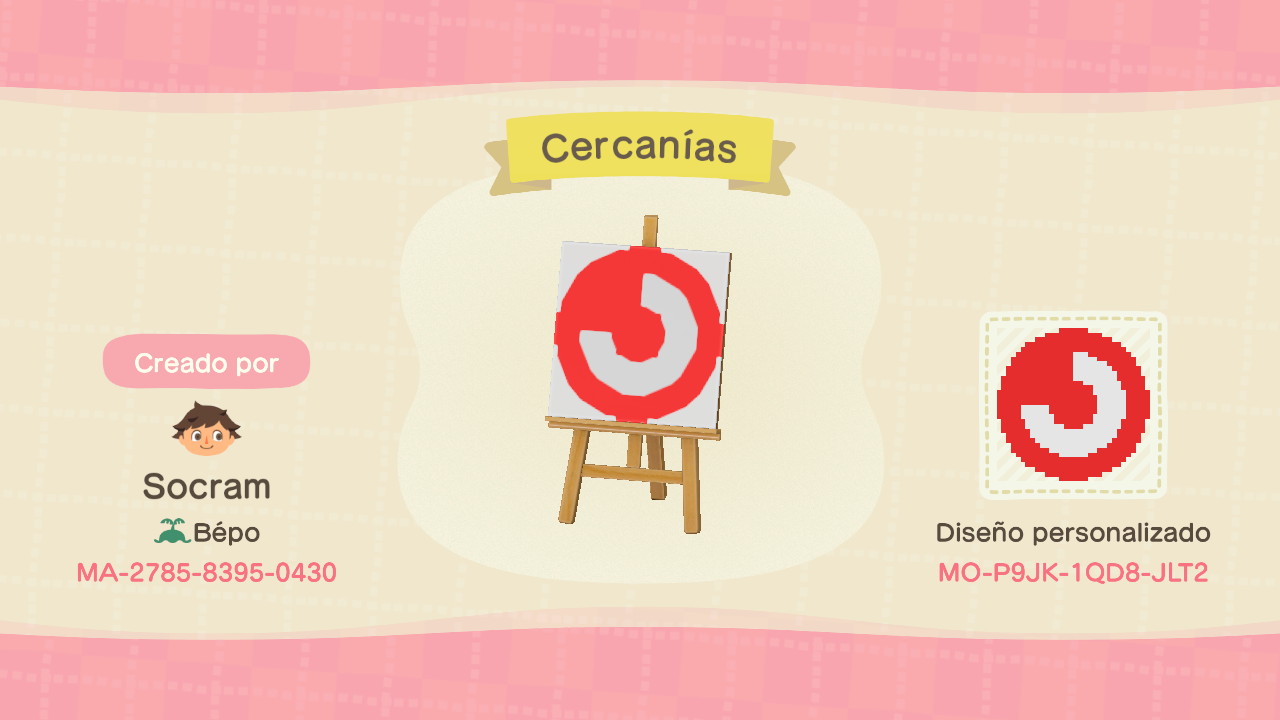 Cercanías
Creado por
Socram
Bépo
MA-2785-8395-0430
Diseño personalizado
MO-P9JK-1QD8-JLT2